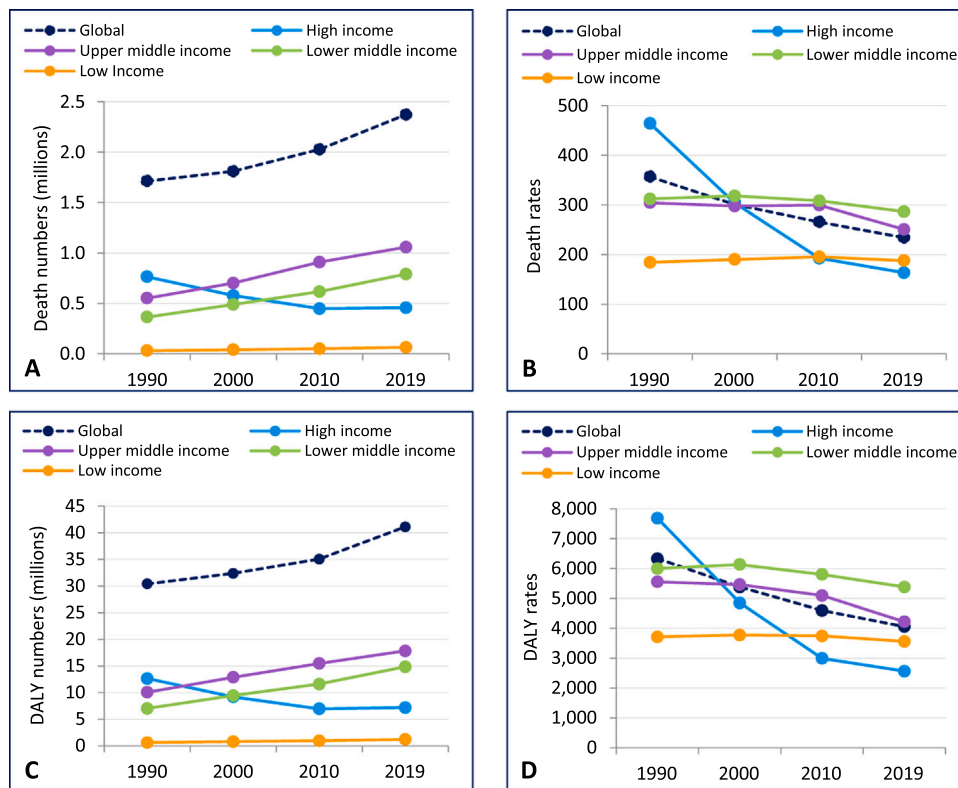 Global High income
Upper middle income Lower middle income
Low Income
Death numbers (millions)
2.5
2.0
1.5
1.0
0.5
0.0
1990 2000 2010 2019
A
Global High income
Upper middle income Lower middle income
Low income
Death rates
500
400
300
200
100
0
1990 2000 2010 2019
B
Global High income
Upper middle income Lower middle income
Low income
DALY numbers (millions)
45
40
35
30
25
20
15
10
5
0
1990 2000 2010 2019
C
Global High income
Upper middle income Lower middle income
Low income
DALY rates
8,000
7,000
6,000
5,000
4,000
3,000
2,000
1,000
0
1990 2000 2010 2019
D